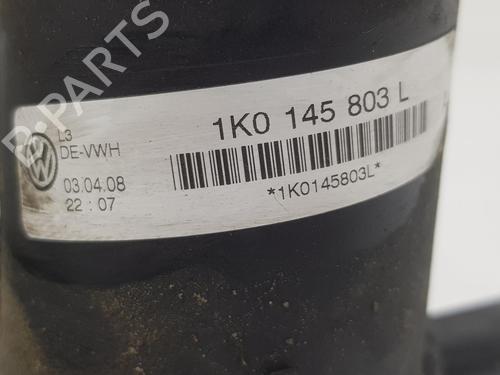 B-PARTS
1K0 145 803 L
L3
DE-VWH
03.04.08
22 : 07
*1K0145803L*